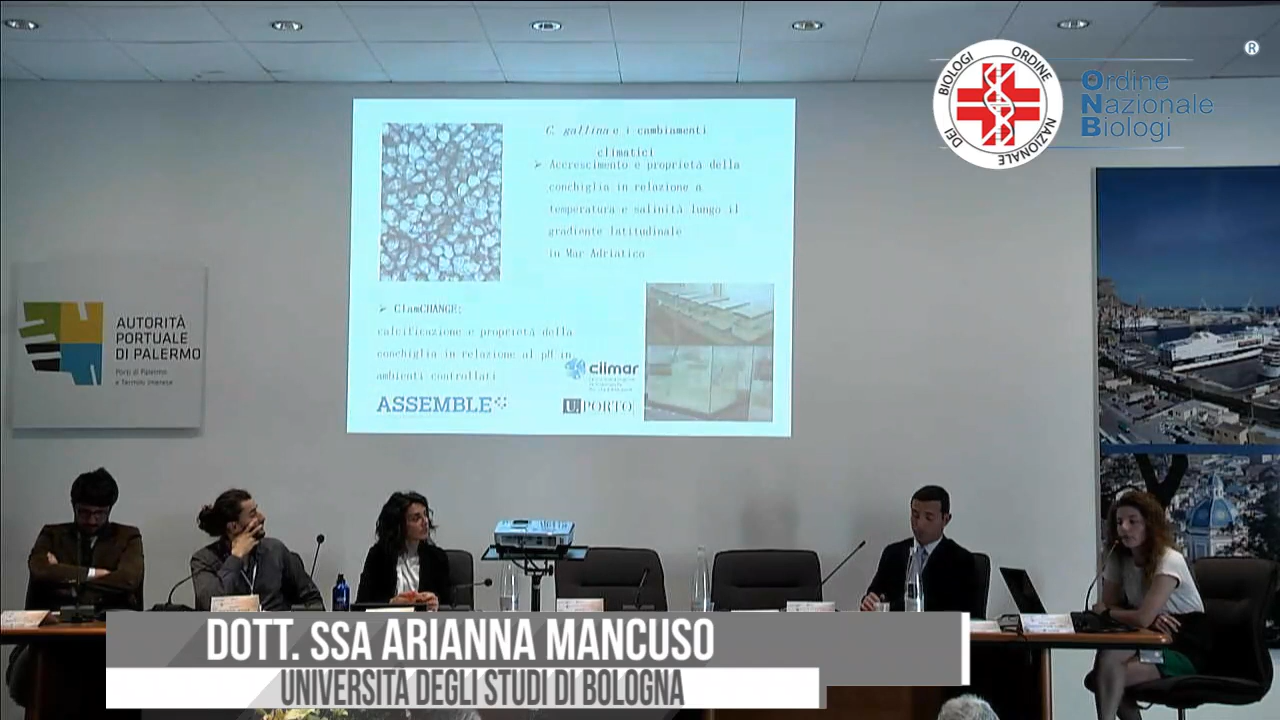 ORDINE
NAZIONALE
DEI BIOLOGI
®
Ordine
Nazionale
Biologi
C. gallina e i cambiamenti
climatici
➢ Accrescimento e proprietà della
conchiglia in relazione a
temperatura e salinità lungo il
gradiente latitudinale
in Mar Adriatico
➢ ClamCHANGE:
calcificazione e proprietà della
conchiglia in relazione al pH in
ambienti controllati
ciimar
ASSEMBLE
U. PORTO
AUTORITÀ
PORTUALE
DI PALERMO
Porti di Palermo
e Termini Imerese
DOTT. SSA ARIANNA MANCUSO
UNIVERSITÀ DEGLI STUDI DI BOLOGNA